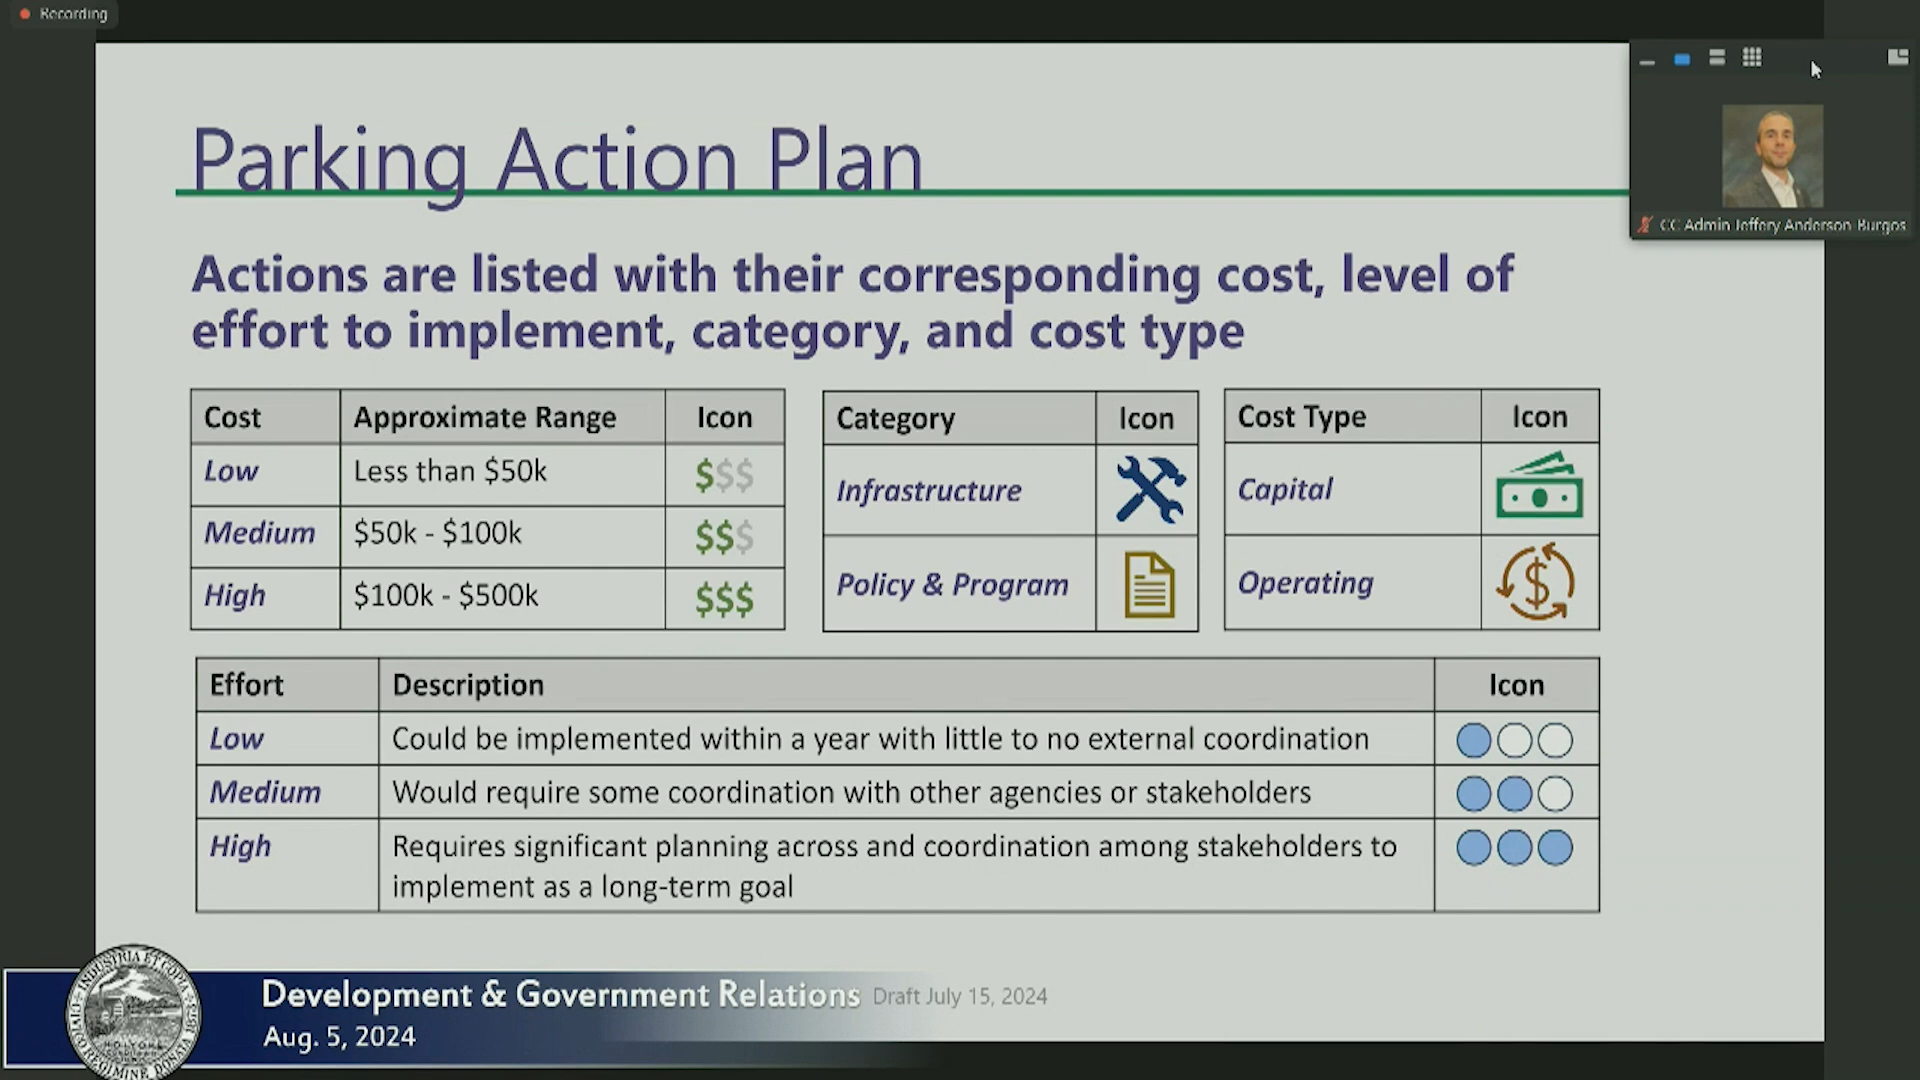 Recording
Parking Action Plan
CC Admin Jeffery Anderson-Burgos
Actions are listed with their corresponding cost, level of
effort to implement, category, and cost type
Cost Approximate Range Icon
Low Less than $50k $$$
Medium $50k - $100k $$$
High $100k - $500k $$$
Category Icon
Infrastructure
Policy & Program
Cost Type Icon
Capital
Operating $
Effort Description Icon
Low Could be implemented within a year with little to no external coordination
Medium Would require some coordination with other agencies or stakeholders
High Requires significant planning across and coordination among stakeholders to
implement as a long-term goal
Development & Government Relations Draft July 15, 2024
Aug. 5, 2024
INDUSTRIA ET COPIA
HOLYOKE